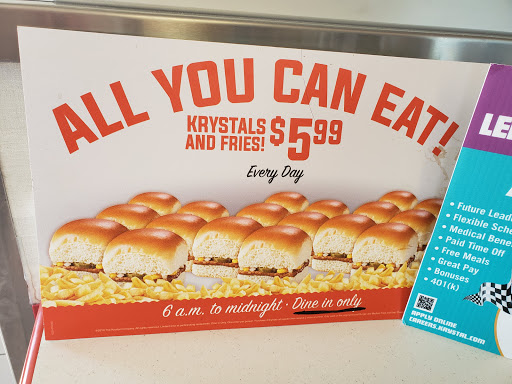 ALL YOU CAN EAT!
KRYSTALS
AND FRIES! $5.99
Every Day
6 a.m. to midnight · Dine in only
LE
• Future Lead
• Flexible Sche
• Medical Bene
• Paid Time Off
• Free Meals
• Great Pay
• Bonuses
• 401(k)
APPLY ONLINE
CAREERS.KRYSTAL.COM